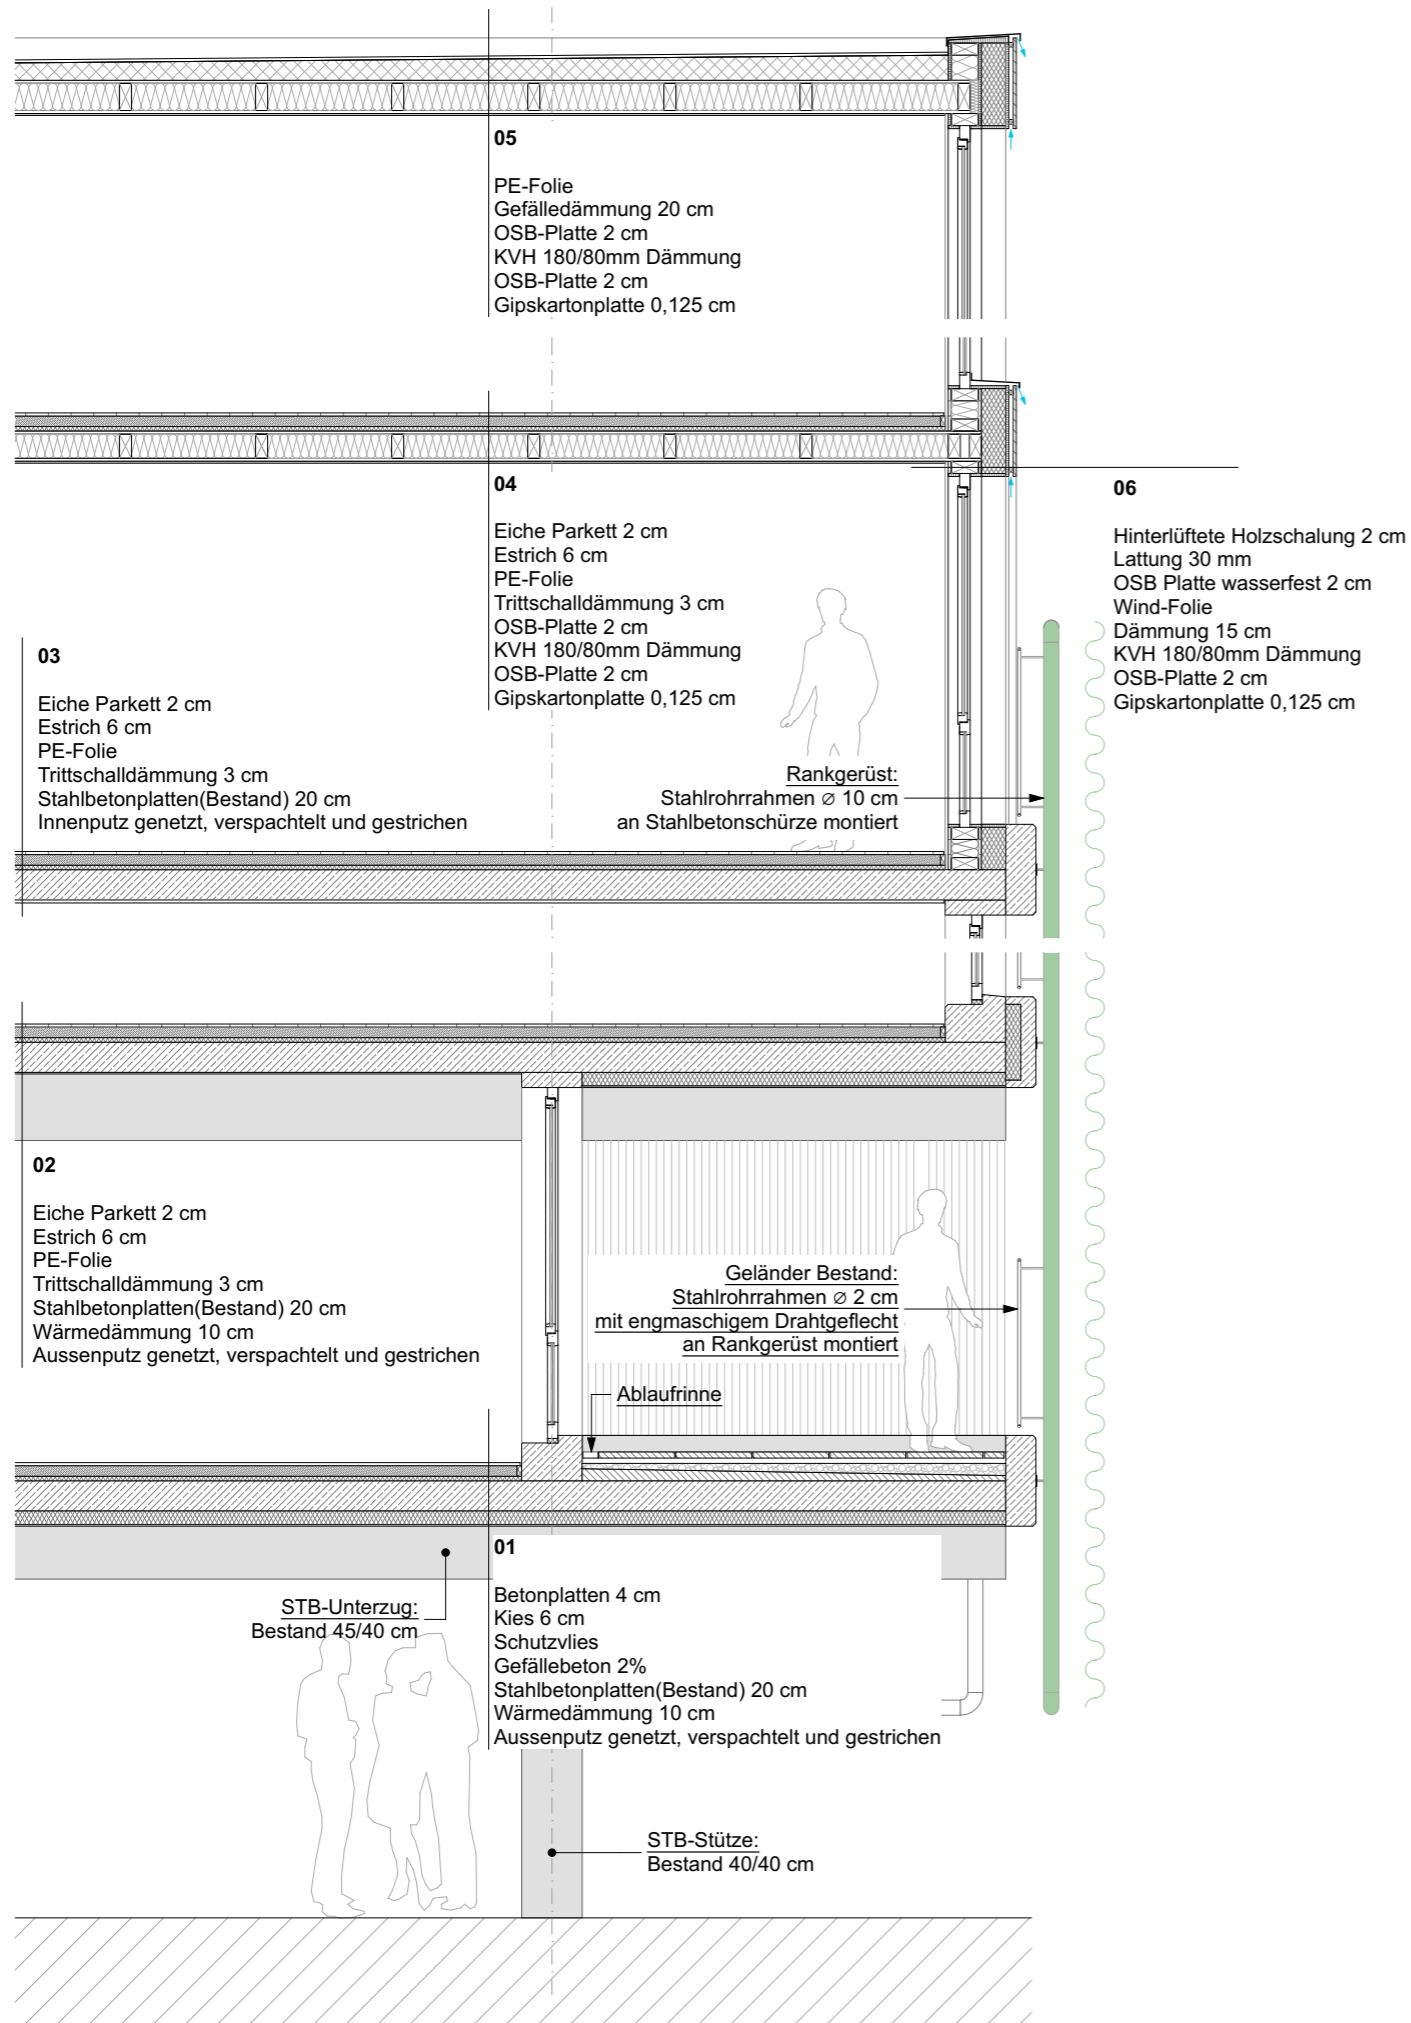 05
PE-Folie
Gefälledämmung 20 cm
OSB-Platte 2 cm
KVH 180/80mm Dämmung
OSB-Platte 2 cm
Gipskartonplatte 0,125 cm
04
Eiche Parkett 2 cm
Estrich 6 cm
PE-Folie
Trittschalldämmung 3 cm
OSB-Platte 2 cm
KVH 180/80mm Dämmung
OSB-Platte 2 cm
Gipskartonplatte 0,125 cm
06
Hinterlüftete Holzschalung 2 cm
Lattung 30 mm
OSB Platte wasserfest 2 cm
Wind-Folie
Dämmung 15 cm
KVH 180/80mm Dämmung
OSB-Platte 2 cm
Gipskartonplatte 0,125 cm
03
Eiche Parkett 2 cm
Estrich 6 cm
PE-Folie
Trittschalldämmung 3 cm
Stahlbetonplatten(Bestand) 20 cm
Innenputz genetzt, verspachtelt und gestrichen
Rankgerüst:
Stahlrohrrahmen ⌀ 10 cm
an Stahlbetonschürze montiert
02
Eiche Parkett 2 cm
Estrich 6 cm
PE-Folie
Trittschalldämmung 3 cm
Stahlbetonplatten(Bestand) 20 cm
Wärmedämmung 10 cm
Aussenputz genetzt, verspachtelt und gestrichen
Geländer Bestand:
Stahlrohrrahmen ⌀ 2 cm
mit engmaschigem Drahtgeflecht
an Rankgerüst montiert
Ablaufrinne
01
Betonplatten 4 cm
Kies 6 cm
Schutzvlies
Gefällebeton 2%
Stahlbetonplatten(Bestand) 20 cm
Wärmedämmung 10 cm
Aussenputz genetzt, verspachtelt und gestrichen
STB-Unterzug:
Bestand 45/40 cm
STB-Stütze:
Bestand 40/40 cm